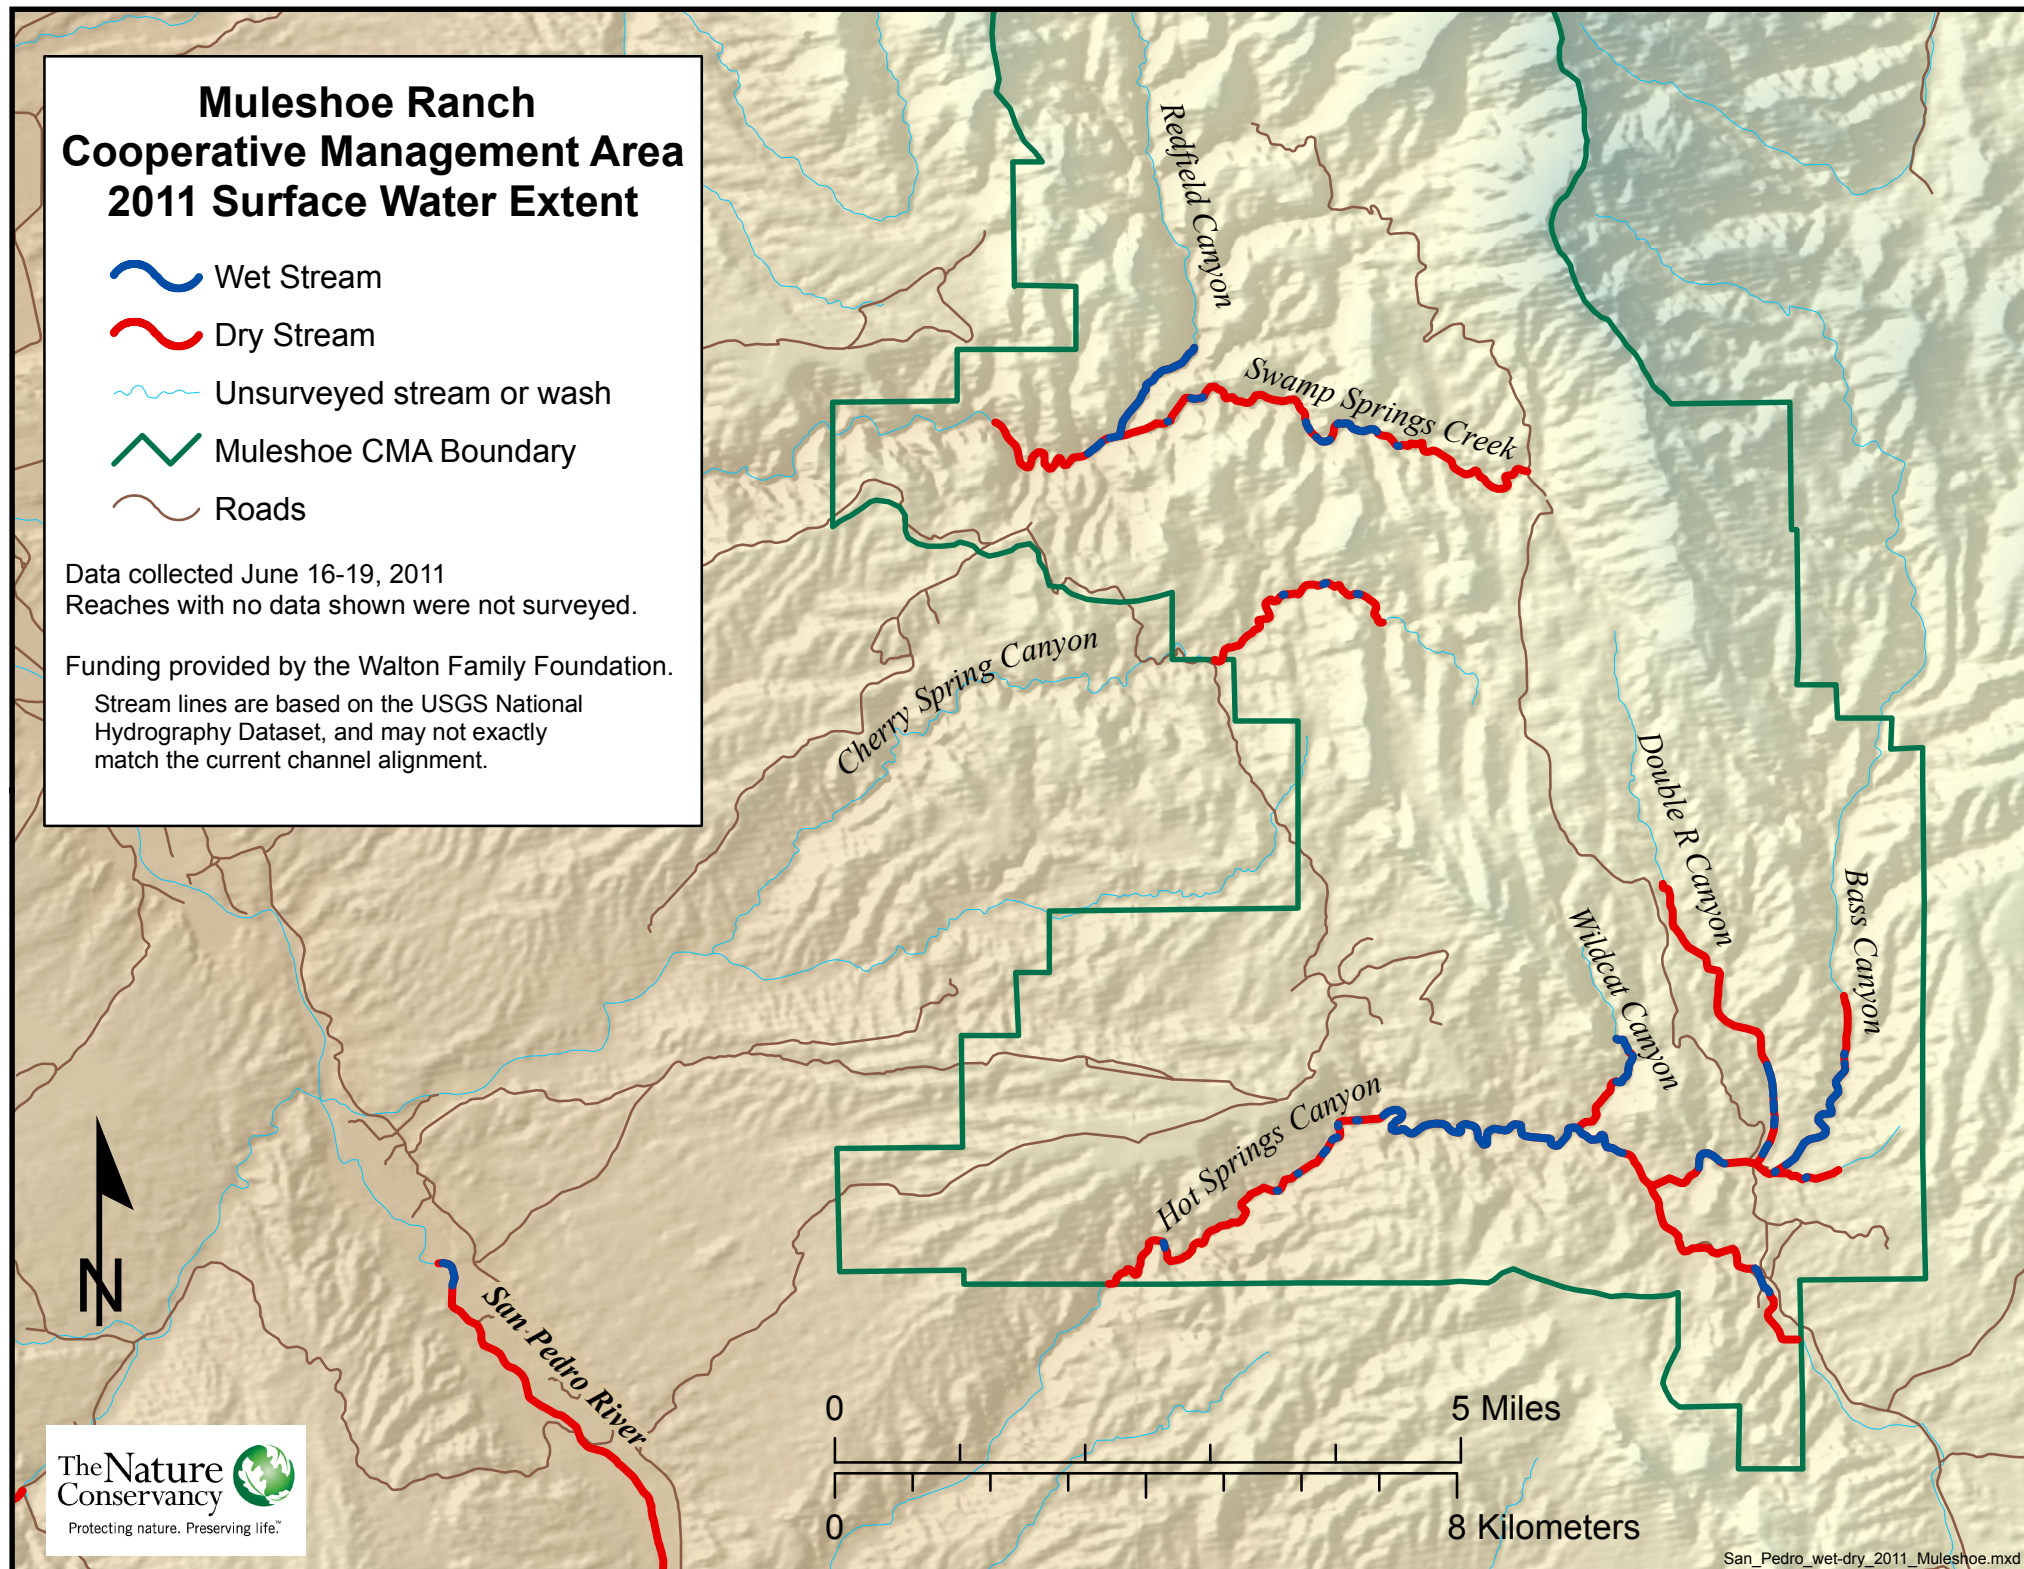 Muleshoe Ranch
Cooperative Management Area
2011 Surface Water Extent
Wet Stream
Dry Stream
Unsurveyed stream or wash
Muleshoe CMA Boundary
Roads
Data collected June 16-19, 2011
Reaches with no data shown were not surveyed.
Funding provided by the Walton Family Foundation.
Stream lines are based on the USGS National
Hydrography Dataset, and may not exactly
match the current channel alignment.
Redfield Canyon
Swamp Springs Creek
Cherry Spring Canyon
Double R Canyon
Bass Canyon
Wildcat Canyon
Hot Springs Canyon
San Pedro River
N
0
5 Miles
0
8 Kilometers
The Nature
Conservancy
Protecting nature. Preserving life.™
San_Pedro_wet-dry_2011_Muleshoe.mxd